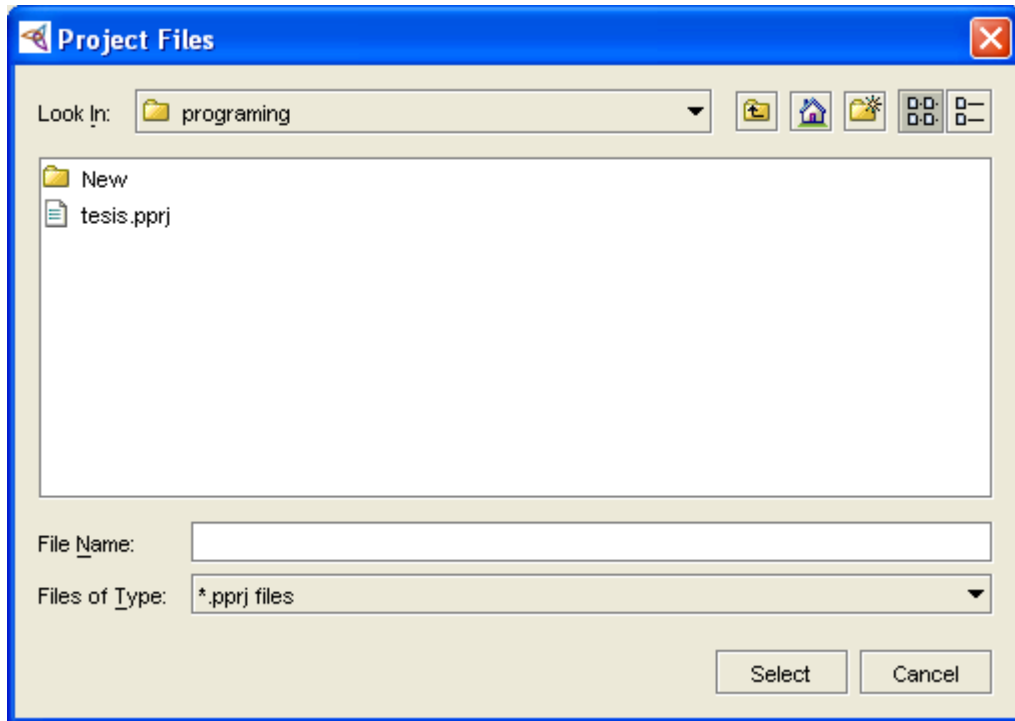 Project Files
Look In: programing
New
tesis.pprj
File Name:
Files of Type: *.pprj files
Select Cancel